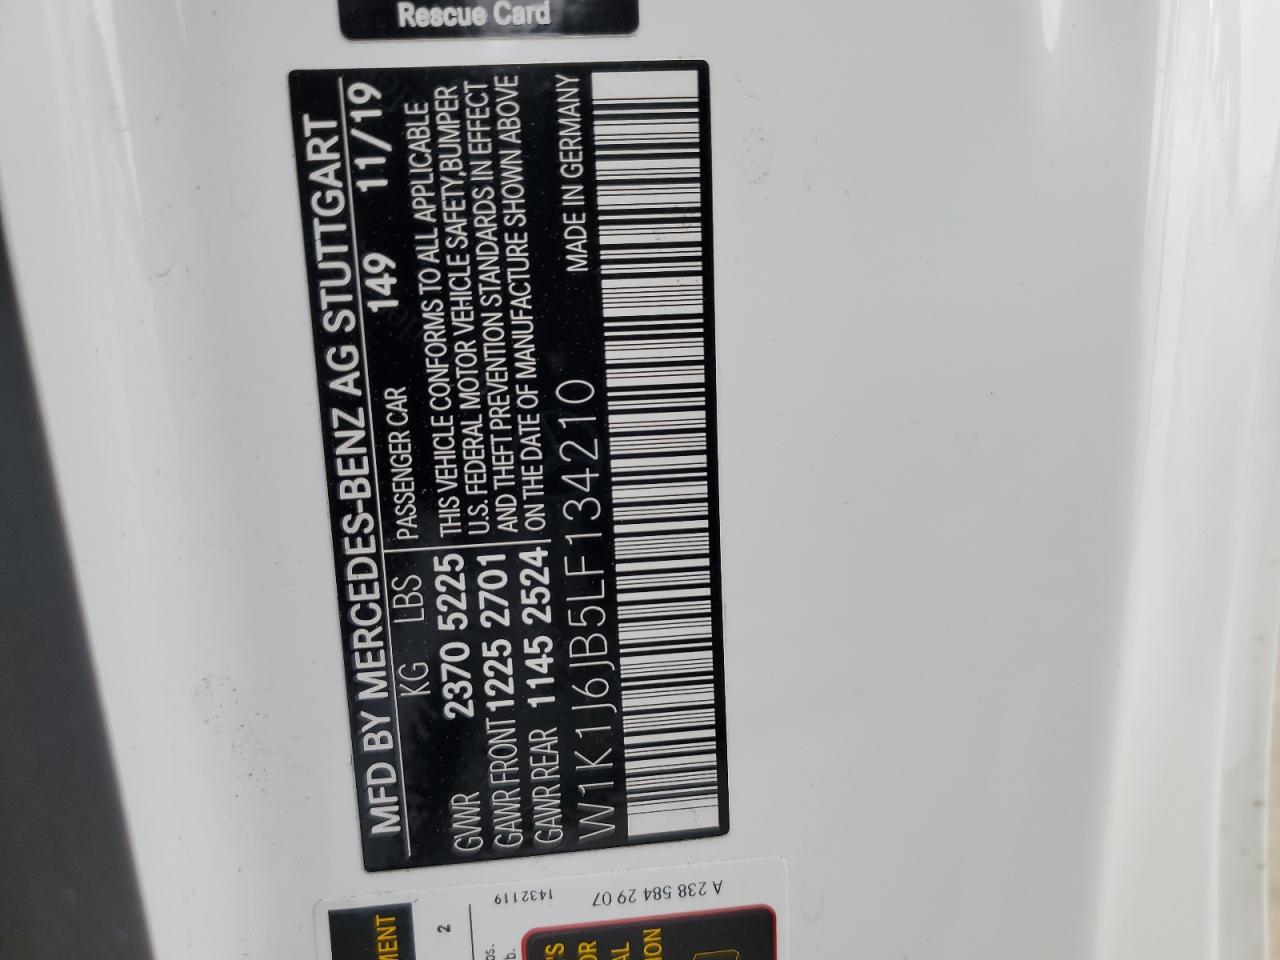 Rescue Card
MFD BY MERCEDES-BENZ AG STUTTGART
KG LBS PASSENGER CAR 149 11/19
GVWR 2370 5225
GAWR FRONT 1225 2701
GAWR REAR 1145 2524
THIS VEHICLE CONFORMS TO ALL APPLICABLE
U.S. FEDERAL MOTOR VEHICLE SAFETY,BUMPER
AND THEFT PREVENTION STANDARDS IN EFFECT
ON THE DATE OF MANUFACTURE SHOWN ABOVE
W1K1J6JB5LF134210 MADE IN GERMANY
1432119
A 238 584 29 07
2